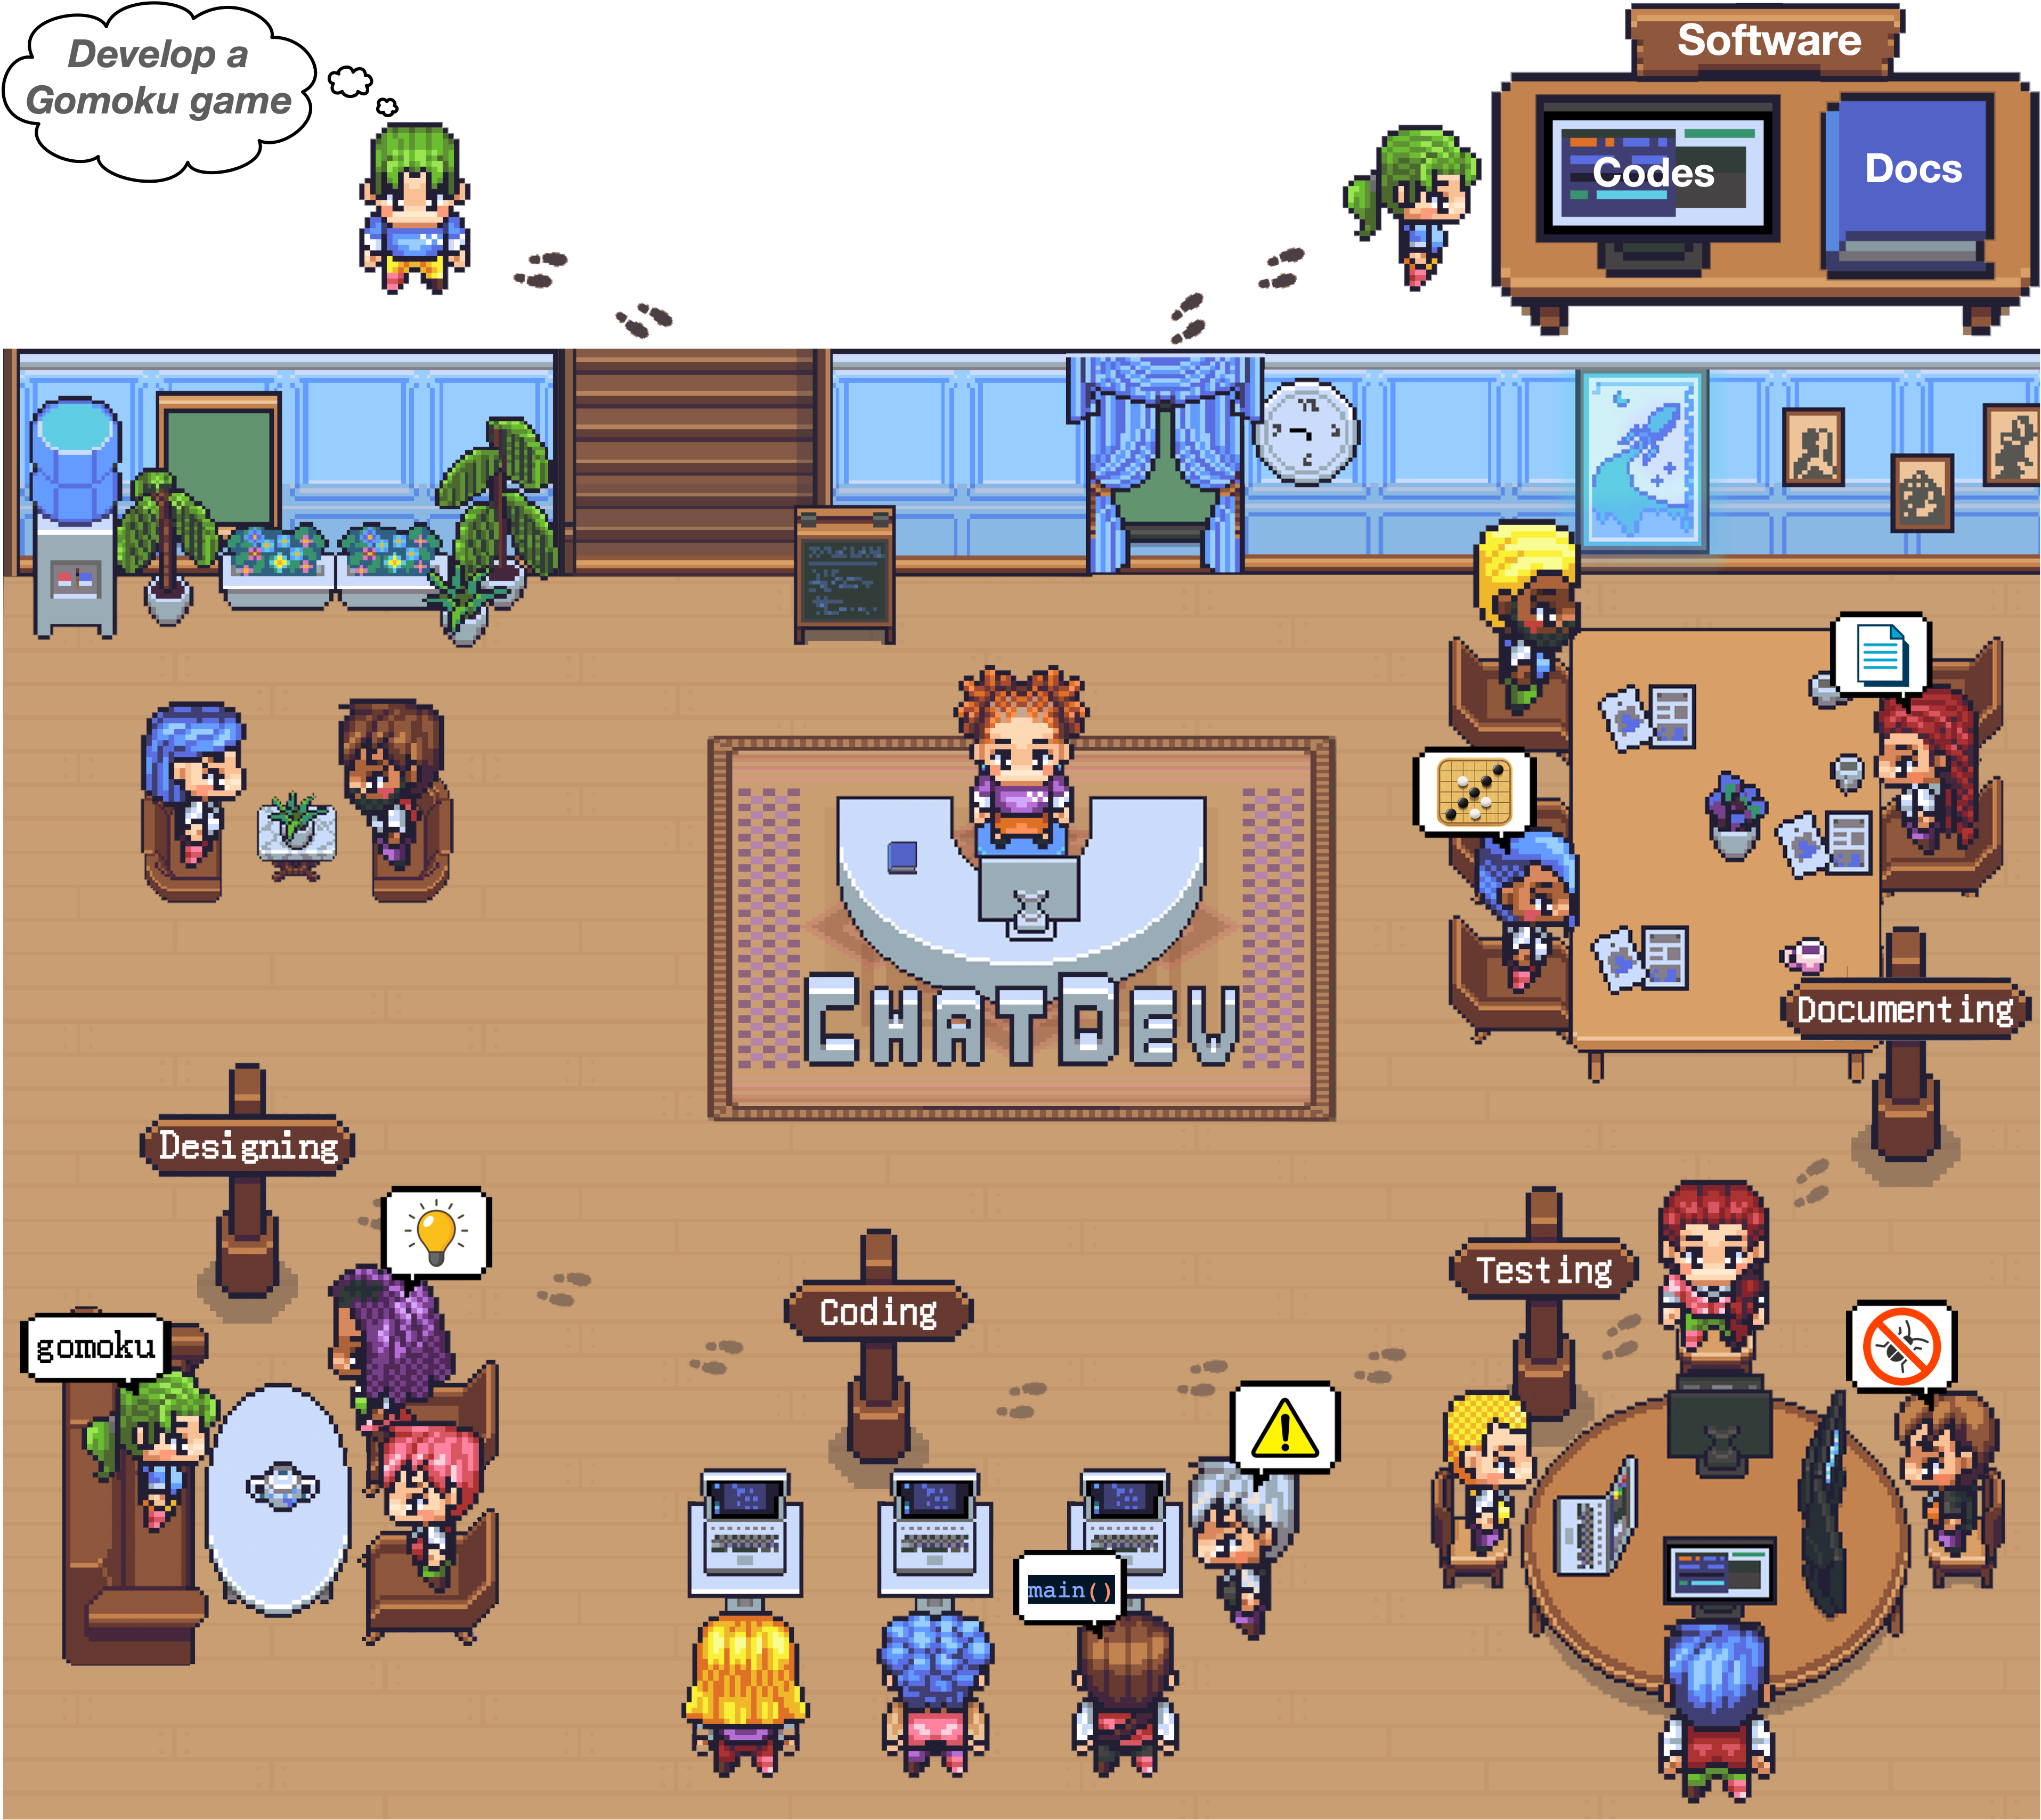 Develop a
Gomoku game
Software
Codes
Docs
CHATDEV
Documenting
Designing
Testing
Coding
gomoku
main()